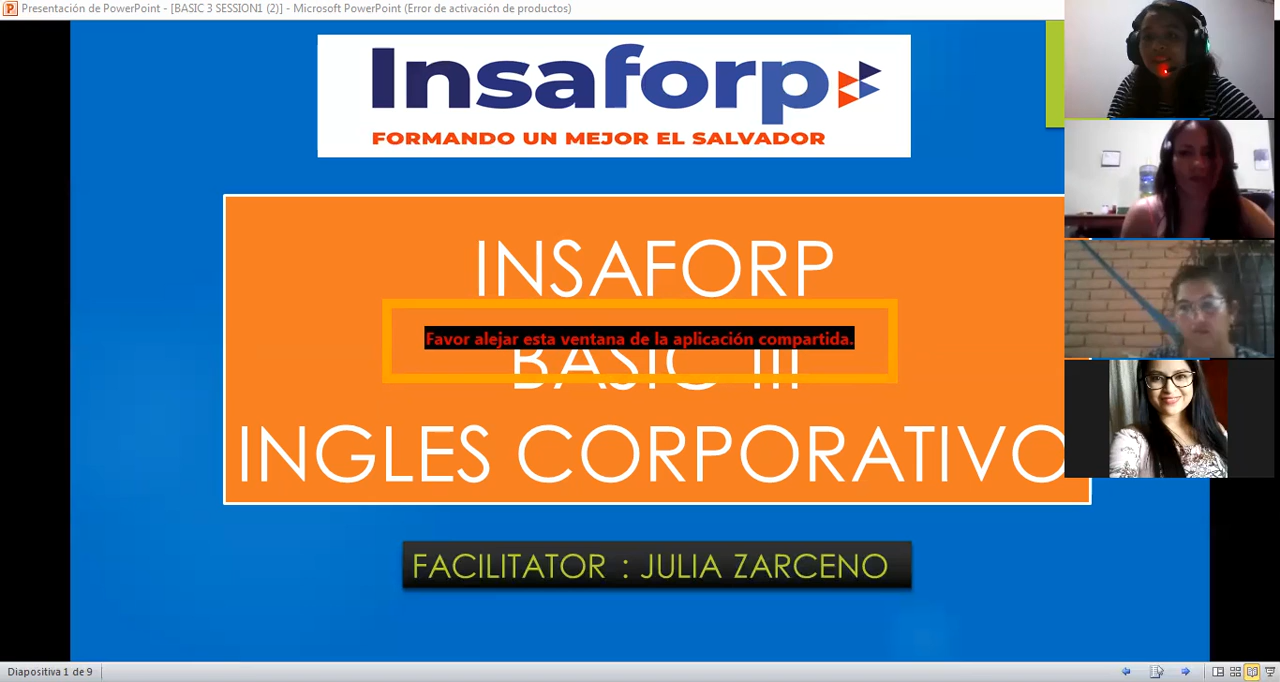 Presentación de PowerPoint - [BASIC 3 SESSION1 (2)] - Microsoft PowerPoint (Error de activación de productos)
Insaforp
FORMANDO UN MEJOR EL SALVADOR
INSAFORP
Favor alejar esta ventana de la aplicación compartida.
BASIC III
INGLES CORPORATIVO
FACILITATOR : JULIA ZARCENO
Diapositiva 1 de 9